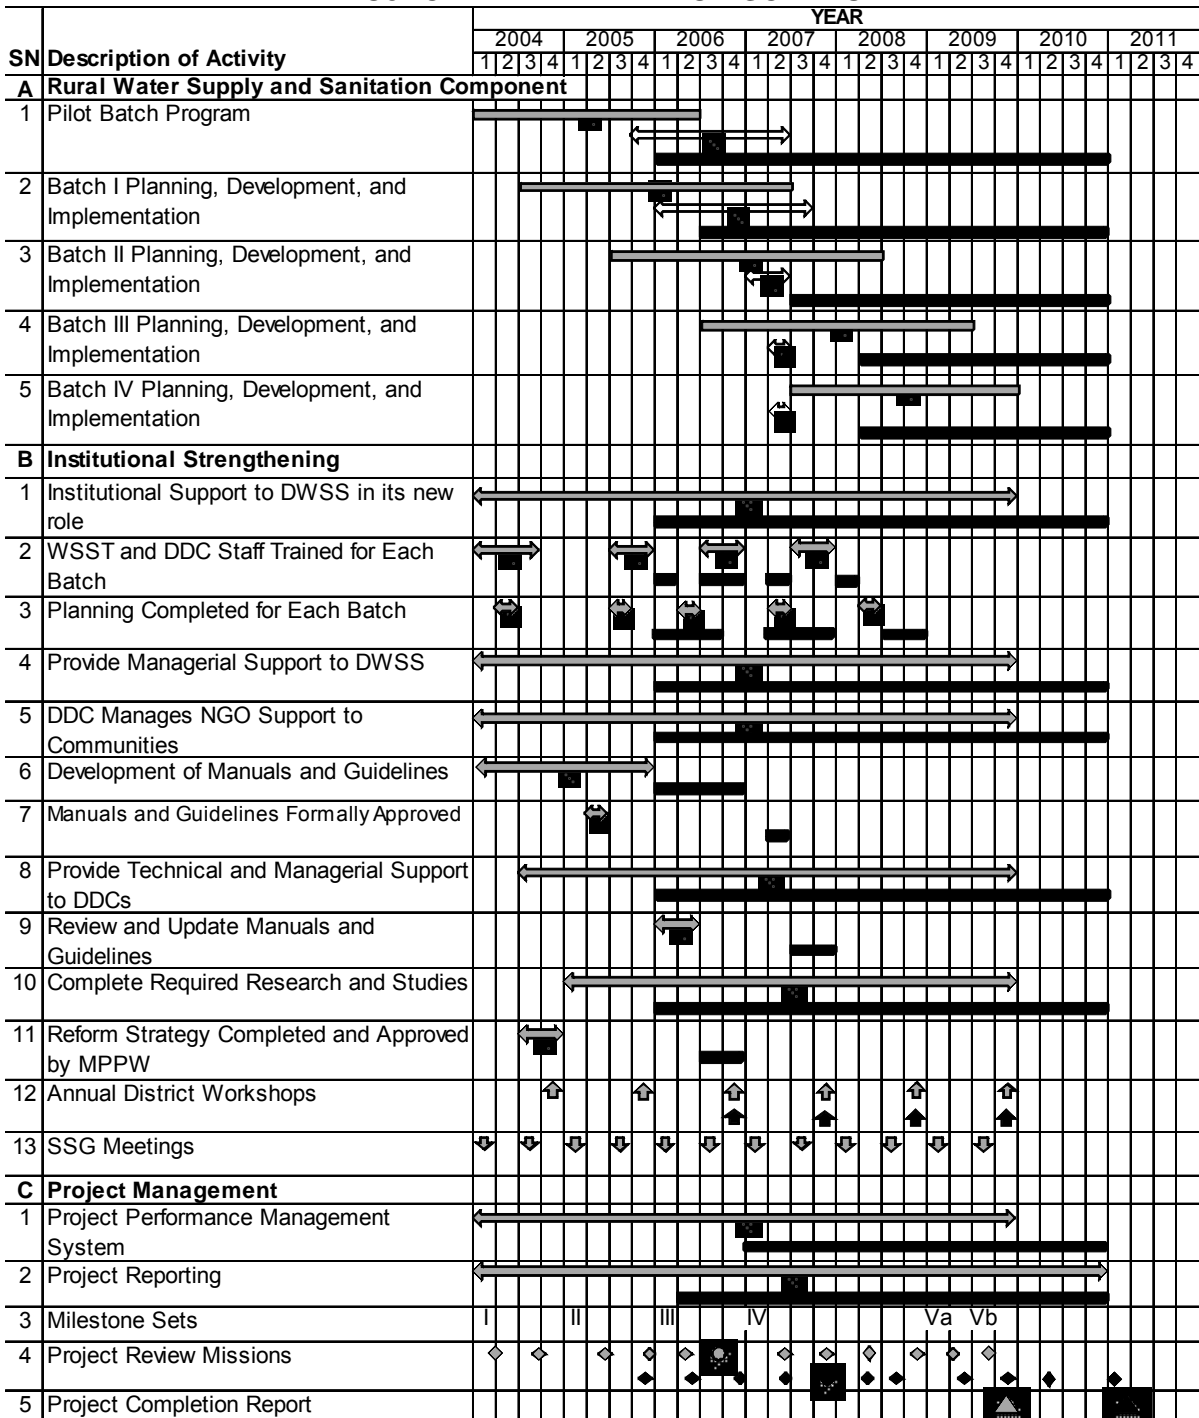 YEAR
2004 2005 2006 2007 2008 2009 2010 2011
SN Description of Activity 1 2 3 4 1 2 3 4 1 2 3 4 1 2 3 4 1 2 3 4 1 2 3 4 1 2 3 4 1 2 3 4
A Rural Water Supply and Sanitation Component
1 Pilot Batch Program
2 Batch I Planning, Development, and
Implementation
3 Batch II Planning, Development, and
Implementation
4 Batch III Planning, Development, and
Implementation
5 Batch IV Planning, Development, and
Implementation
B Institutional Strengthening
1 Institutional Support to DWSS in its new
role
2 WSST and DDC Staff Trained for Each
Batch
3 Planning Completed for Each Batch
4 Provide Managerial Support to DWSS
5 DDC Manages NGO Support to
Communities
6 Development of Manuals and Guidelines
7 Manuals and Guidelines Formally Approved
8 Provide Technical and Managerial Support
to DDCs
9 Review and Update Manuals and
Guidelines
10 Complete Required Research and Studies
11 Reform Strategy Completed and Approved
by MPPW
12 Annual District Workshops
13 SSG Meetings
C Project Management
1 Project Performance Management
System
2 Project Reporting
3 Milestone Sets I II III IV Va Vb
4 Project Review Missions
5 Project Completion Report